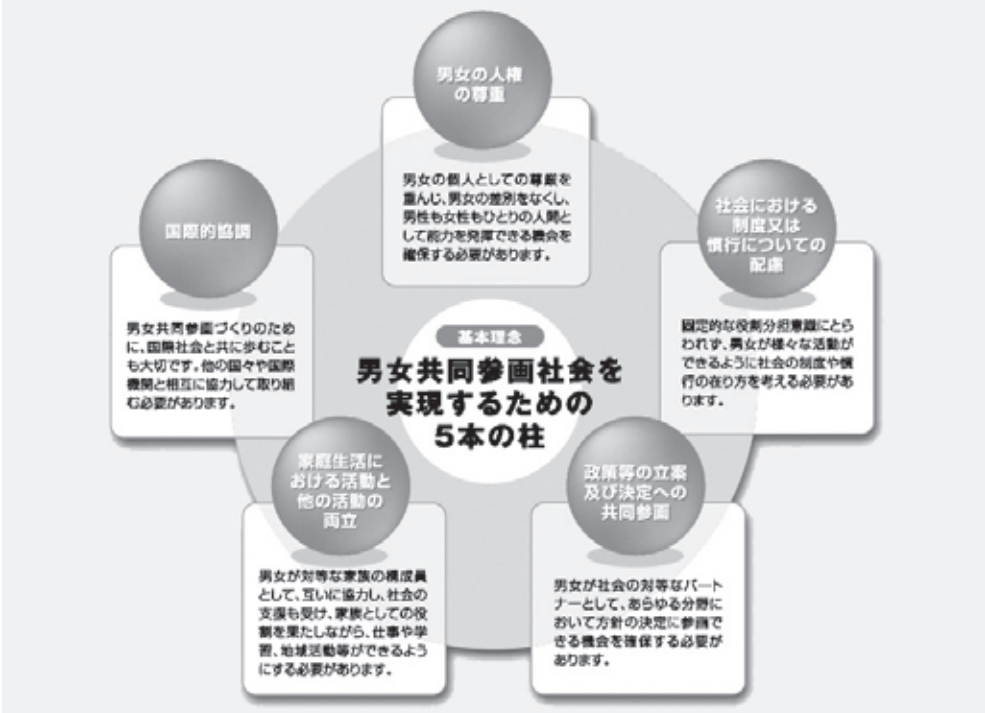 男女の人権
の尊重
男女の個人としての尊厳を
重んじ、男女の差別をなくし、
男性も女性もひとりの人間と
して能力を発揮できる機会を
確保する必要があります。
社会における
制度又は
慣行についての
配慮
固定的な役割分担意識にとら
われず、男女が様々な活動が
できるように社会の制度や慣
行の在り方を考える必要があ
ります。
政策等の立案
及び決定への
共同参画
男女が社会の対等なパート
ナーとして、あらゆる分野に
おいて方針の決定に参画で
きる機会を確保する必要が
あります。
家庭生活に
おける活動と
他の活動の
両立
男女が対等な家族の構成員
として、互いに協力し、社会の
支援も受け、家族としての役
割を果たしながら、仕事や学
習、地域活動等ができるよう
にする必要があります。
国際的協調
男女共同参画づくりのため
に、国際社会と共に歩むこと
も大切です。他の国々や国際
機関と相互に協力して取り組
む必要があります。
基本理念
男女共同参画社会を
実現するための
5本の柱